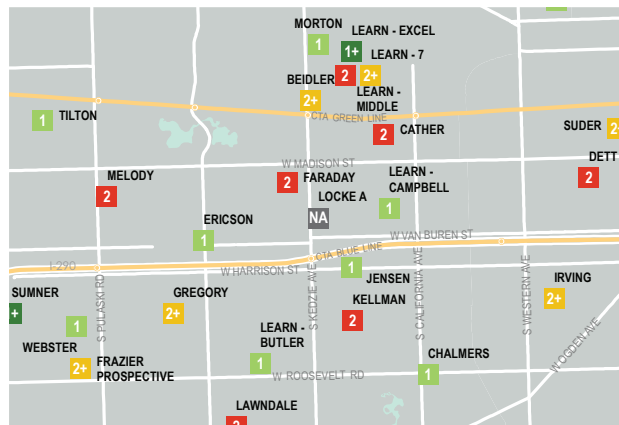 MORTON
1
LEARN - EXCEL
1+
LEARN - 7
2
2+
BEIDLER
2+
LEARN -
MIDDLE
CTA GREEN LINE
1
TILTON
2
CATHER
SUDER
2+
W MADISON ST
MELODY
2
2
FARADAY
LEARN -
CAMPBELL
1
DETT
2
LOCKE A
NA
ERICSON
1
W VAN BUREN ST
CTA BLUE LINE
I-290
W HARRISON ST
1
JENSEN
SUMNER
+
GREGORY
2+
KELLMAN
2
IRVING
2+
S PULASKI RD
S KEDZIE AVE
S CALIFORNIA AVE
S WESTERN AVE
W OGDEN AVE
1
WEBSTER
2+
FRAZIER
PROSPECTIVE
LEARN -
BUTLER
1
W ROOSEVELT RD
CHALMERS
1
LAWNDALE
2